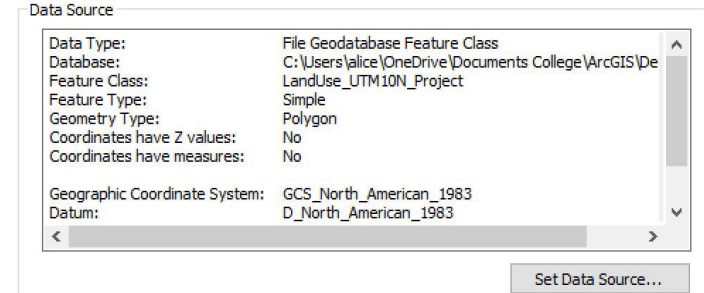 Data Source
Data Type: File Geodatabase Feature Class
Database: C:\Users\alice\OneDrive\Documents College\ArcGIS\De
Feature Class: LandUse_UTM10N_Project
Feature Type: Simple
Geometry Type: Polygon
Coordinates have Z values: No
Coordinates have measures: No
Geographic Coordinate System: GCS_North_American_1983
Datum: D_North_American_1983
Set Data Source...